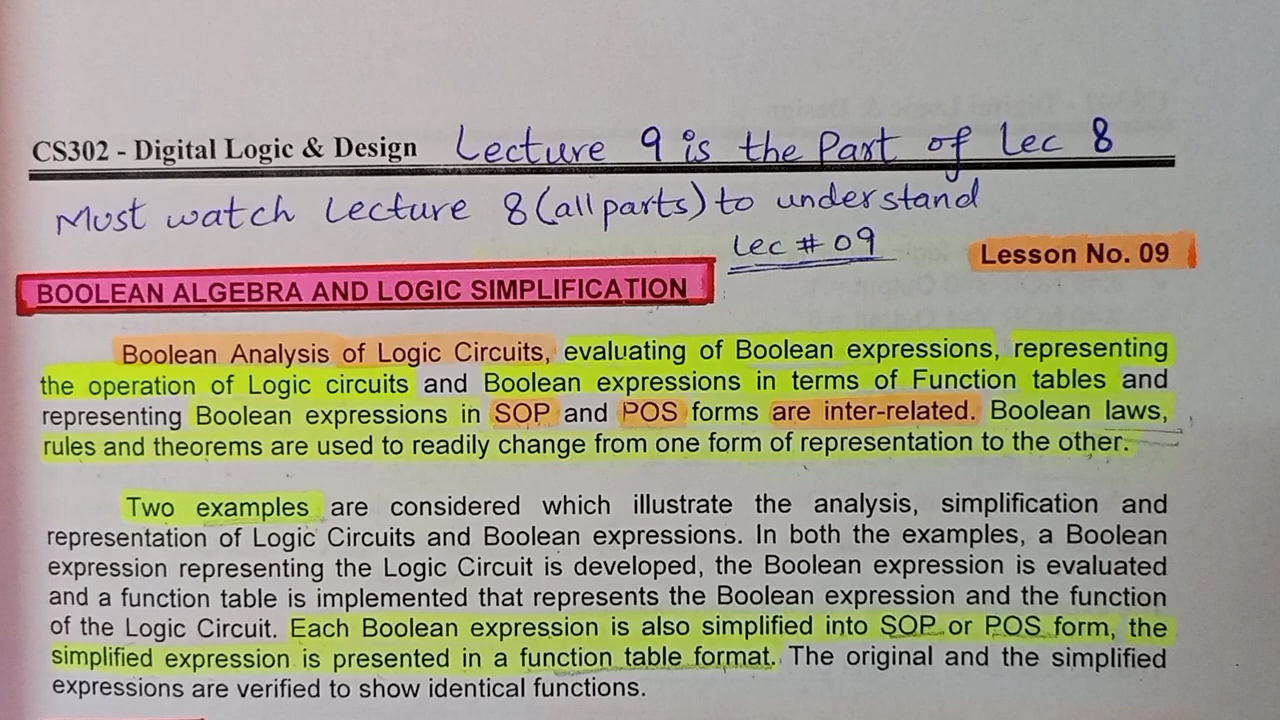 CS302 - Digital Logic & Design Lecture 9 is the Part of Lec 8
Must watch Lecture 8 (all parts) to understand
Lec # 09
Lesson No. 09
BOOLEAN ALGEBRA AND LOGIC SIMPLIFICATION
Boolean Analysis of Logic Circuits, evaluating of Boolean expressions, representing
the operation of Logic circuits and Boolean expressions in terms of Function tables and
representing Boolean expressions in SOP and POS forms are inter-related. Boolean laws,
rules and theorems are used to readily change from one form of representation to the other.
Two examples are considered which illustrate the analysis, simplification and
representation of Logic Circuits and Boolean expressions. In both the examples, a Boolean
expression representing the Logic Circuit is developed, the Boolean expression is evaluated
and a function table is implemented that represents the Boolean expression and the function
of the Logic Circuit. Each Boolean expression is also simplified into SOP or POS form, the
simplified expression is presented in a function table format. The original and the simplified
expressions are verified to show identical functions.